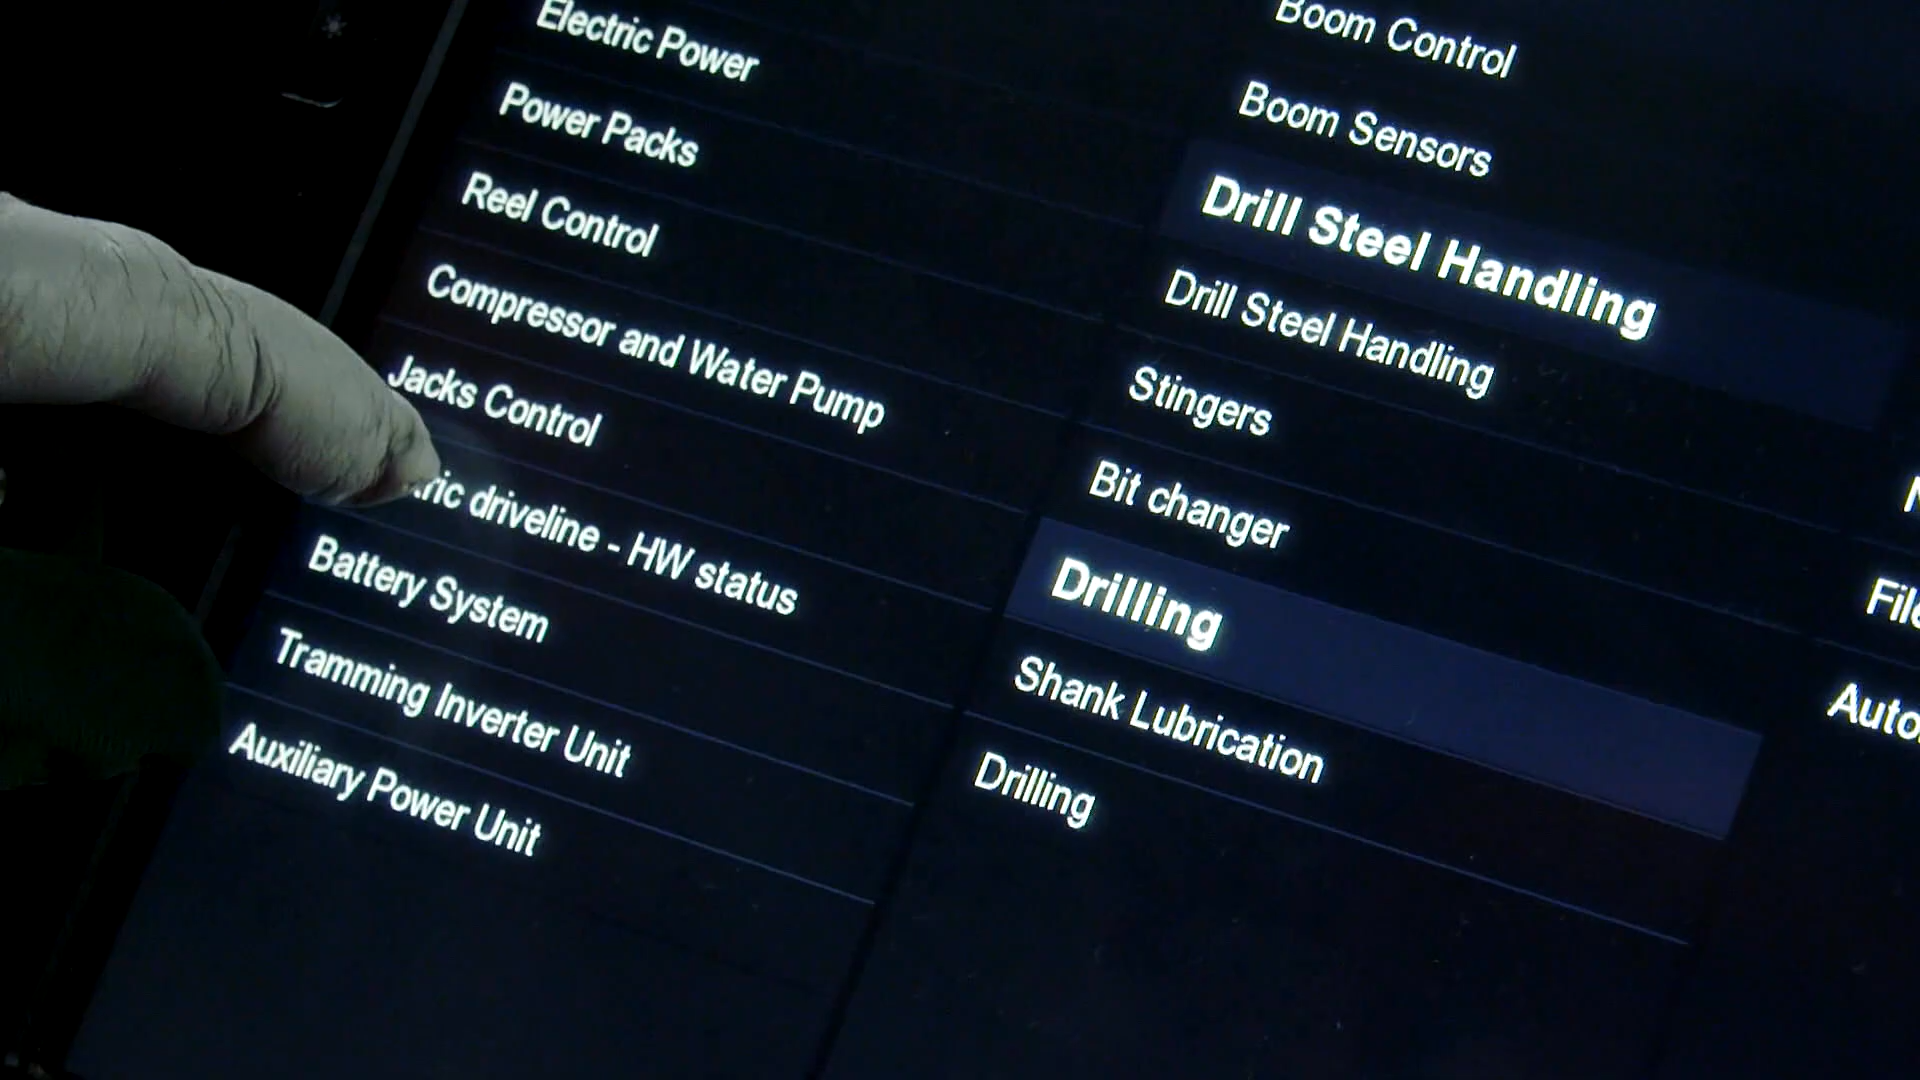 Electric Power
Power Packs
Reel Control
Compressor and Water Pump
Jacks Control
driveline - HW status
Battery System
Tramming Inverter Unit
Auxiliary Power Unit
Boom Control
Boom Sensors
Drill Steel Handling
Drill Steel Handling
Stingers
Bit changer
Drilling
Shank Lubrication
Drilling